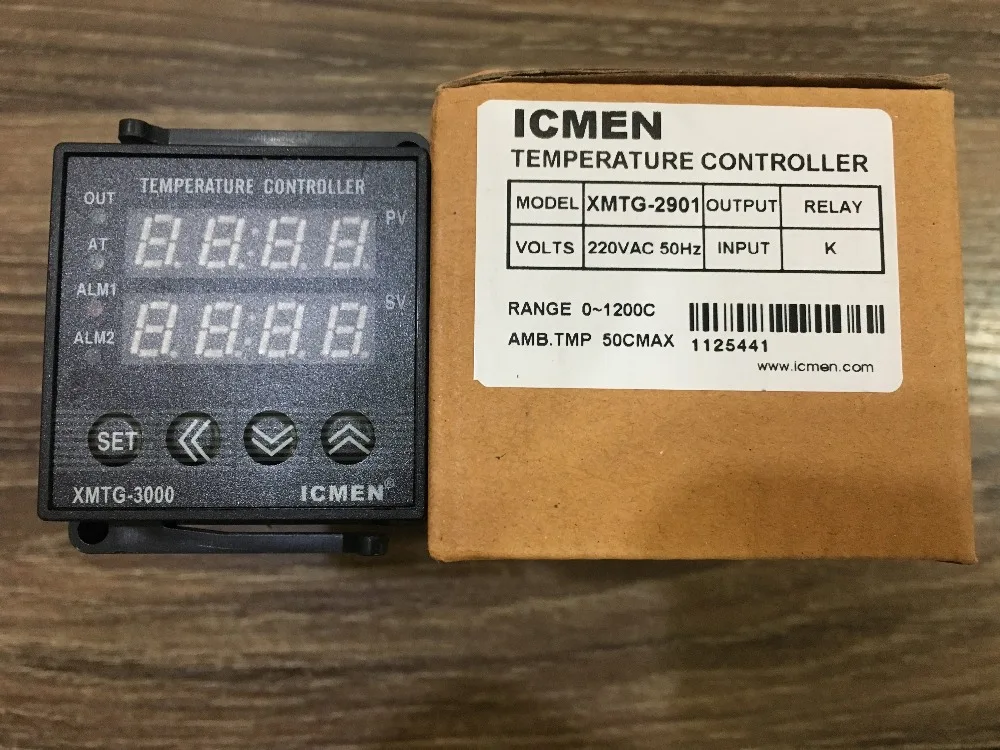 TEMPERATURE CONTROLLER
OUT
PV
AT
ALM1
SV
ALM2
SET
XMTG-3000 ICMEN®
ICMEN
TEMPERATURE CONTROLLER
MODEL XMTG-2901 OUTPUT RELAY
VOLTS 220VAC 50Hz INPUT K
RANGE 0~1200C
AMB.TMP 50CMAX 1125441
www.icmen.com